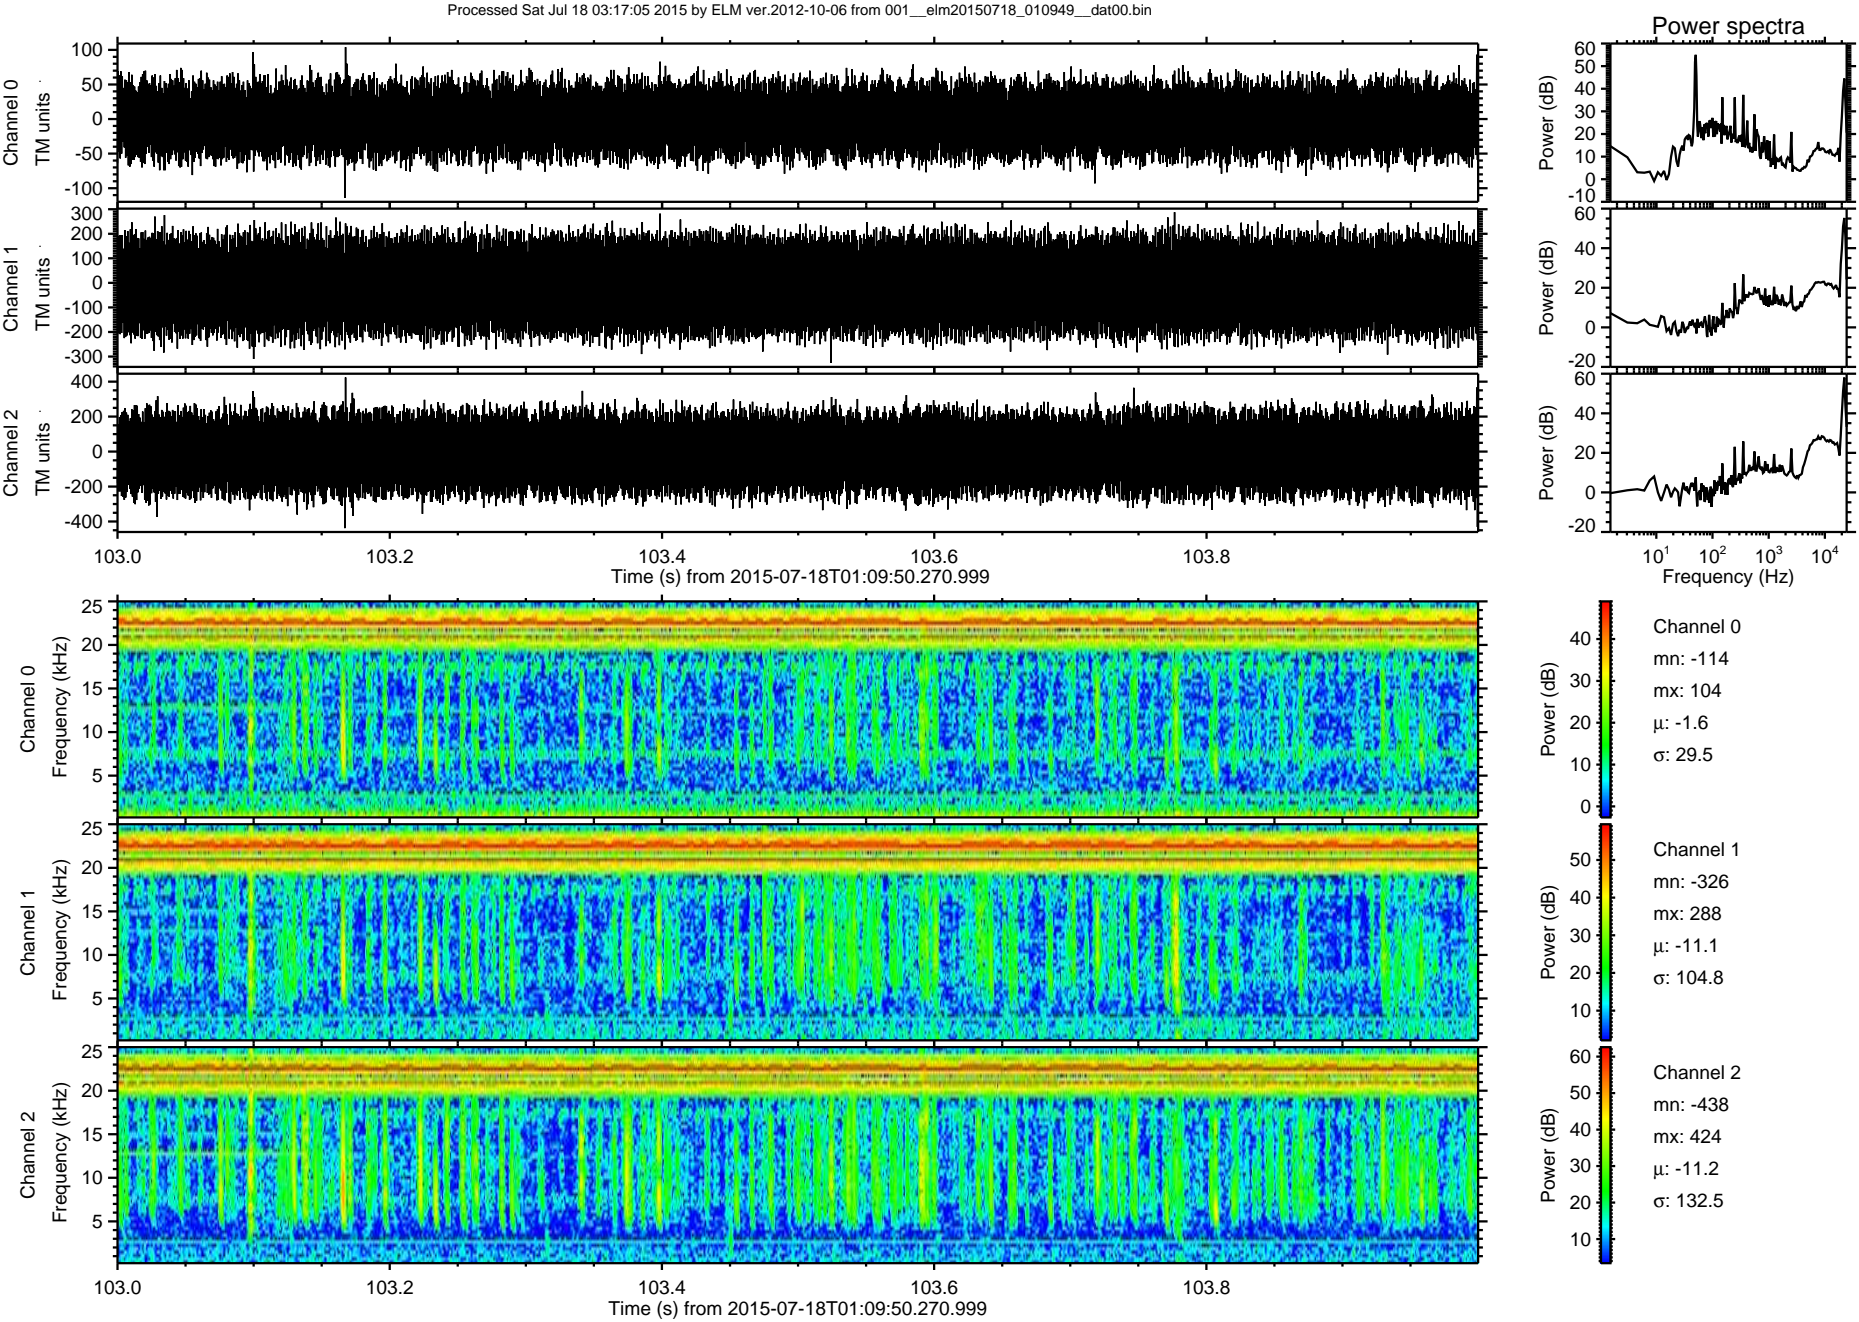 Processed Sat Jul 18 03:17:05 2015 by ELM ver.2012-10-06 from 001__elm20150718_010949__dat00.bin
Power spectra
Channel 0
TM units
100
50
0
-50
-100
Power (dB)
60
50
40
30
20
10
0
-10
Channel 1
TM units
300
200
100
0
-100
-200
-300
Power (dB)
60
40
20
0
-20
Channel 2
TM units
400
200
0
-200
-400
Power (dB)
60
40
20
0
-20
103.0 103.2 103.4 103.6 103.8
Time (s) from 2015-07-18T01:09:50.270.999
10¹ 10² 10³ 10⁴
Frequency (Hz)
Channel 0
Frequency (kHz)
25
20
15
10
5
Power (dB)
40
30
20
10
0
Channel 0
mn: -114
mx: 104
μ: -1.6
σ: 29.5
Channel 1
Frequency (kHz)
25
20
15
10
5
Power (dB)
50
40
30
20
10
Channel 1
mn: -326
mx: 288
μ: -11.1
σ: 104.8
Channel 2
Frequency (kHz)
25
20
15
10
5
Power (dB)
60
50
40
30
20
10
Channel 2
mn: -438
mx: 424
μ: -11.2
σ: 132.5
103.0 103.2 103.4 103.6 103.8
Time (s) from 2015-07-18T01:09:50.270.999